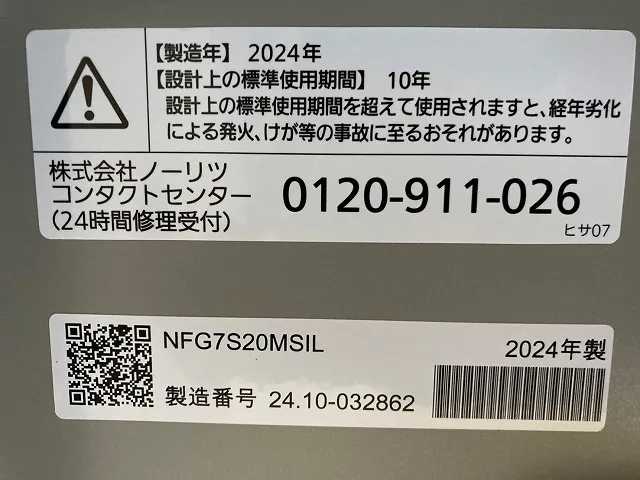 【製造年】 2024年
【設計上の標準使用期間】 10年
設計上の標準使用期間を超えて使用されますと、経年劣化
による発火、けが等の事故に至るおそれがあります。
株式会社ノーリツ
コンタクトセンター
(24時間修理受付)
0120-911-026
ヒサ07
NFG7S20MSIL
2024年製
製造番号 24.10-032862